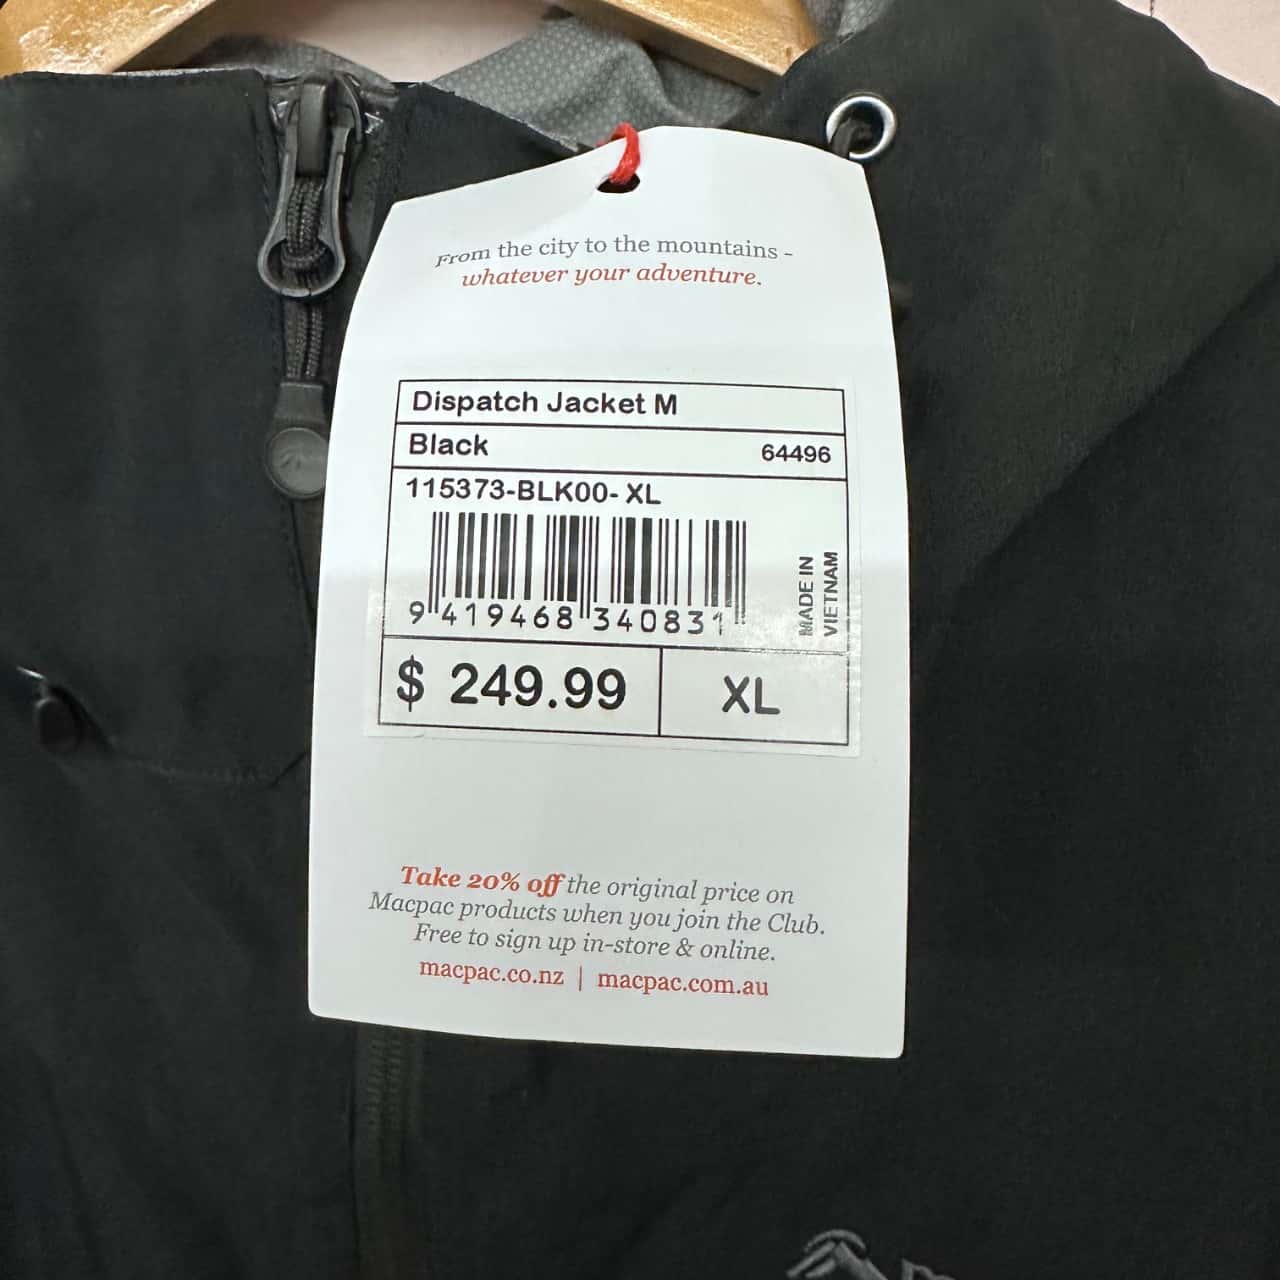 From the city to the mountains -
whatever your adventure.
Dispatch Jacket M
Black 64496
115373-BLK00- XL
9 419468 340831
MADE IN
VIETNAM
$ 249.99 XL
Take 20% off the original price on
Macpac products when you join the Club.
Free to sign up in-store & online.
macpac.co.nz | macpac.com.au